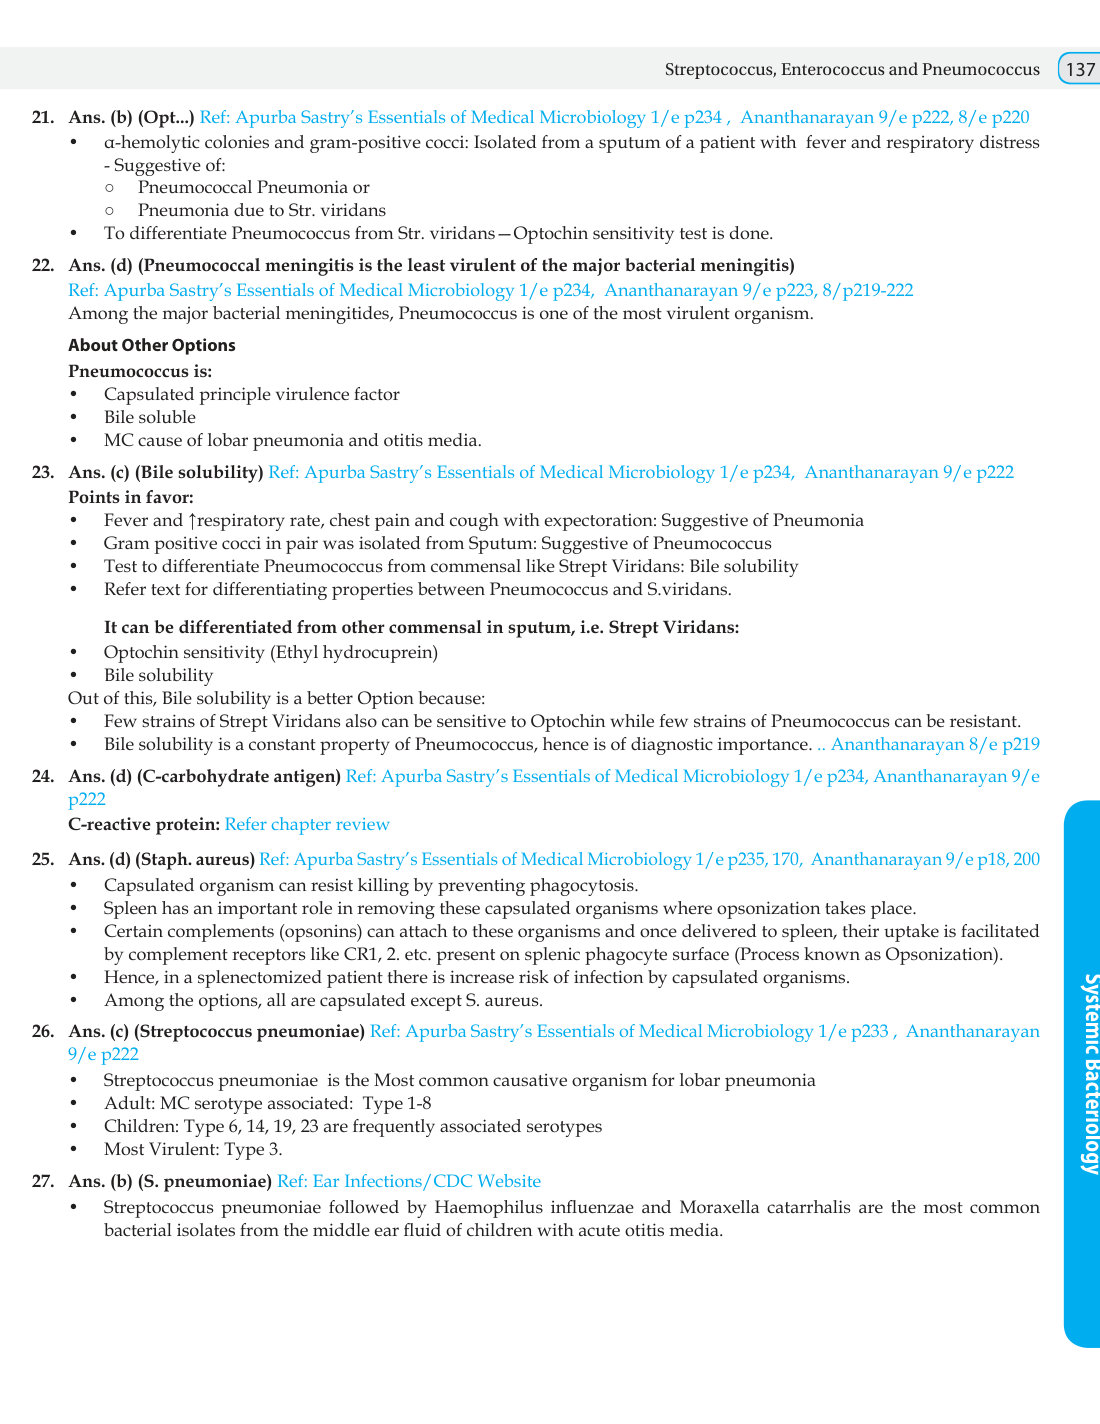 Streptococcus, Enterococcus and Pneumococcus 137
21. Ans. (b) (Opt...) Ref: Apurba Sastry's Essentials of Medical Microbiology 1/e p234 , Ananthanarayan 9/e p222, 8/e p220
• α-hemolytic colonies and gram-positive cocci: Isolated from a sputum of a patient with fever and respiratory distress
- Suggestive of:
○ Pneumococcal Pneumonia or
○ Pneumonia due to Str. viridans
• To differentiate Pneumococcus from Str. viridans—Optochin sensitivity test is done.
22. Ans. (d) (Pneumococcal meningitis is the least virulent of the major bacterial meningitis)
Ref: Apurba Sastry's Essentials of Medical Microbiology 1/e p234, Ananthanarayan 9/e p223, 8/p219-222
Among the major bacterial meningitides, Pneumococcus is one of the most virulent organism.
About Other Options
Pneumococcus is:
• Capsulated principle virulence factor
• Bile soluble
• MC cause of lobar pneumonia and otitis media.
23. Ans. (c) (Bile solubility) Ref: Apurba Sastry's Essentials of Medical Microbiology 1/e p234, Ananthanarayan 9/e p222
Points in favor:
• Fever and ↑respiratory rate, chest pain and cough with expectoration: Suggestive of Pneumonia
• Gram positive cocci in pair was isolated from Sputum: Suggestive of Pneumococcus
• Test to differentiate Pneumococcus from commensal like Strept Viridans: Bile solubility
• Refer text for differentiating properties between Pneumococcus and S.viridans.
It can be differentiated from other commensal in sputum, i.e. Strept Viridans:
• Optochin sensitivity (Ethyl hydrocuprein)
• Bile solubility
Out of this, Bile solubility is a better Option because:
• Few strains of Strept Viridans also can be sensitive to Optochin while few strains of Pneumococcus can be resistant.
• Bile solubility is a constant property of Pneumococcus, hence is of diagnostic importance. .. Ananthanarayan 8/e p219
24. Ans. (d) (C-carbohydrate antigen) Ref: Apurba Sastry's Essentials of Medical Microbiology 1/e p234, Ananthanarayan 9/e
p222
C-reactive protein: Refer chapter review
25. Ans. (d) (Staph. aureus) Ref: Apurba Sastry's Essentials of Medical Microbiology 1/e p235, 170, Ananthanarayan 9/e p18, 200
• Capsulated organism can resist killing by preventing phagocytosis.
• Spleen has an important role in removing these capsulated organisms where opsonization takes place.
• Certain complements (opsonins) can attach to these organisms and once delivered to spleen, their uptake is facilitated
by complement receptors like CR1, 2. etc. present on splenic phagocyte surface (Process known as Opsonization).
• Hence, in a splenectomized patient there is increase risk of infection by capsulated organisms.
• Among the options, all are capsulated except S. aureus.
26. Ans. (c) (Streptococcus pneumoniae) Ref: Apurba Sastry's Essentials of Medical Microbiology 1/e p233 , Ananthanarayan
9/e p222
• Streptococcus pneumoniae is the Most common causative organism for lobar pneumonia
• Adult: MC serotype associated: Type 1-8
• Children: Type 6, 14, 19, 23 are frequently associated serotypes
• Most Virulent: Type 3.
27. Ans. (b) (S. pneumoniae) Ref: Ear Infections/CDC Website
• Streptococcus pneumoniae followed by Haemophilus influenzae and Moraxella catarrhalis are the most common
bacterial isolates from the middle ear fluid of children with acute otitis media.
Systemic Bacteriology